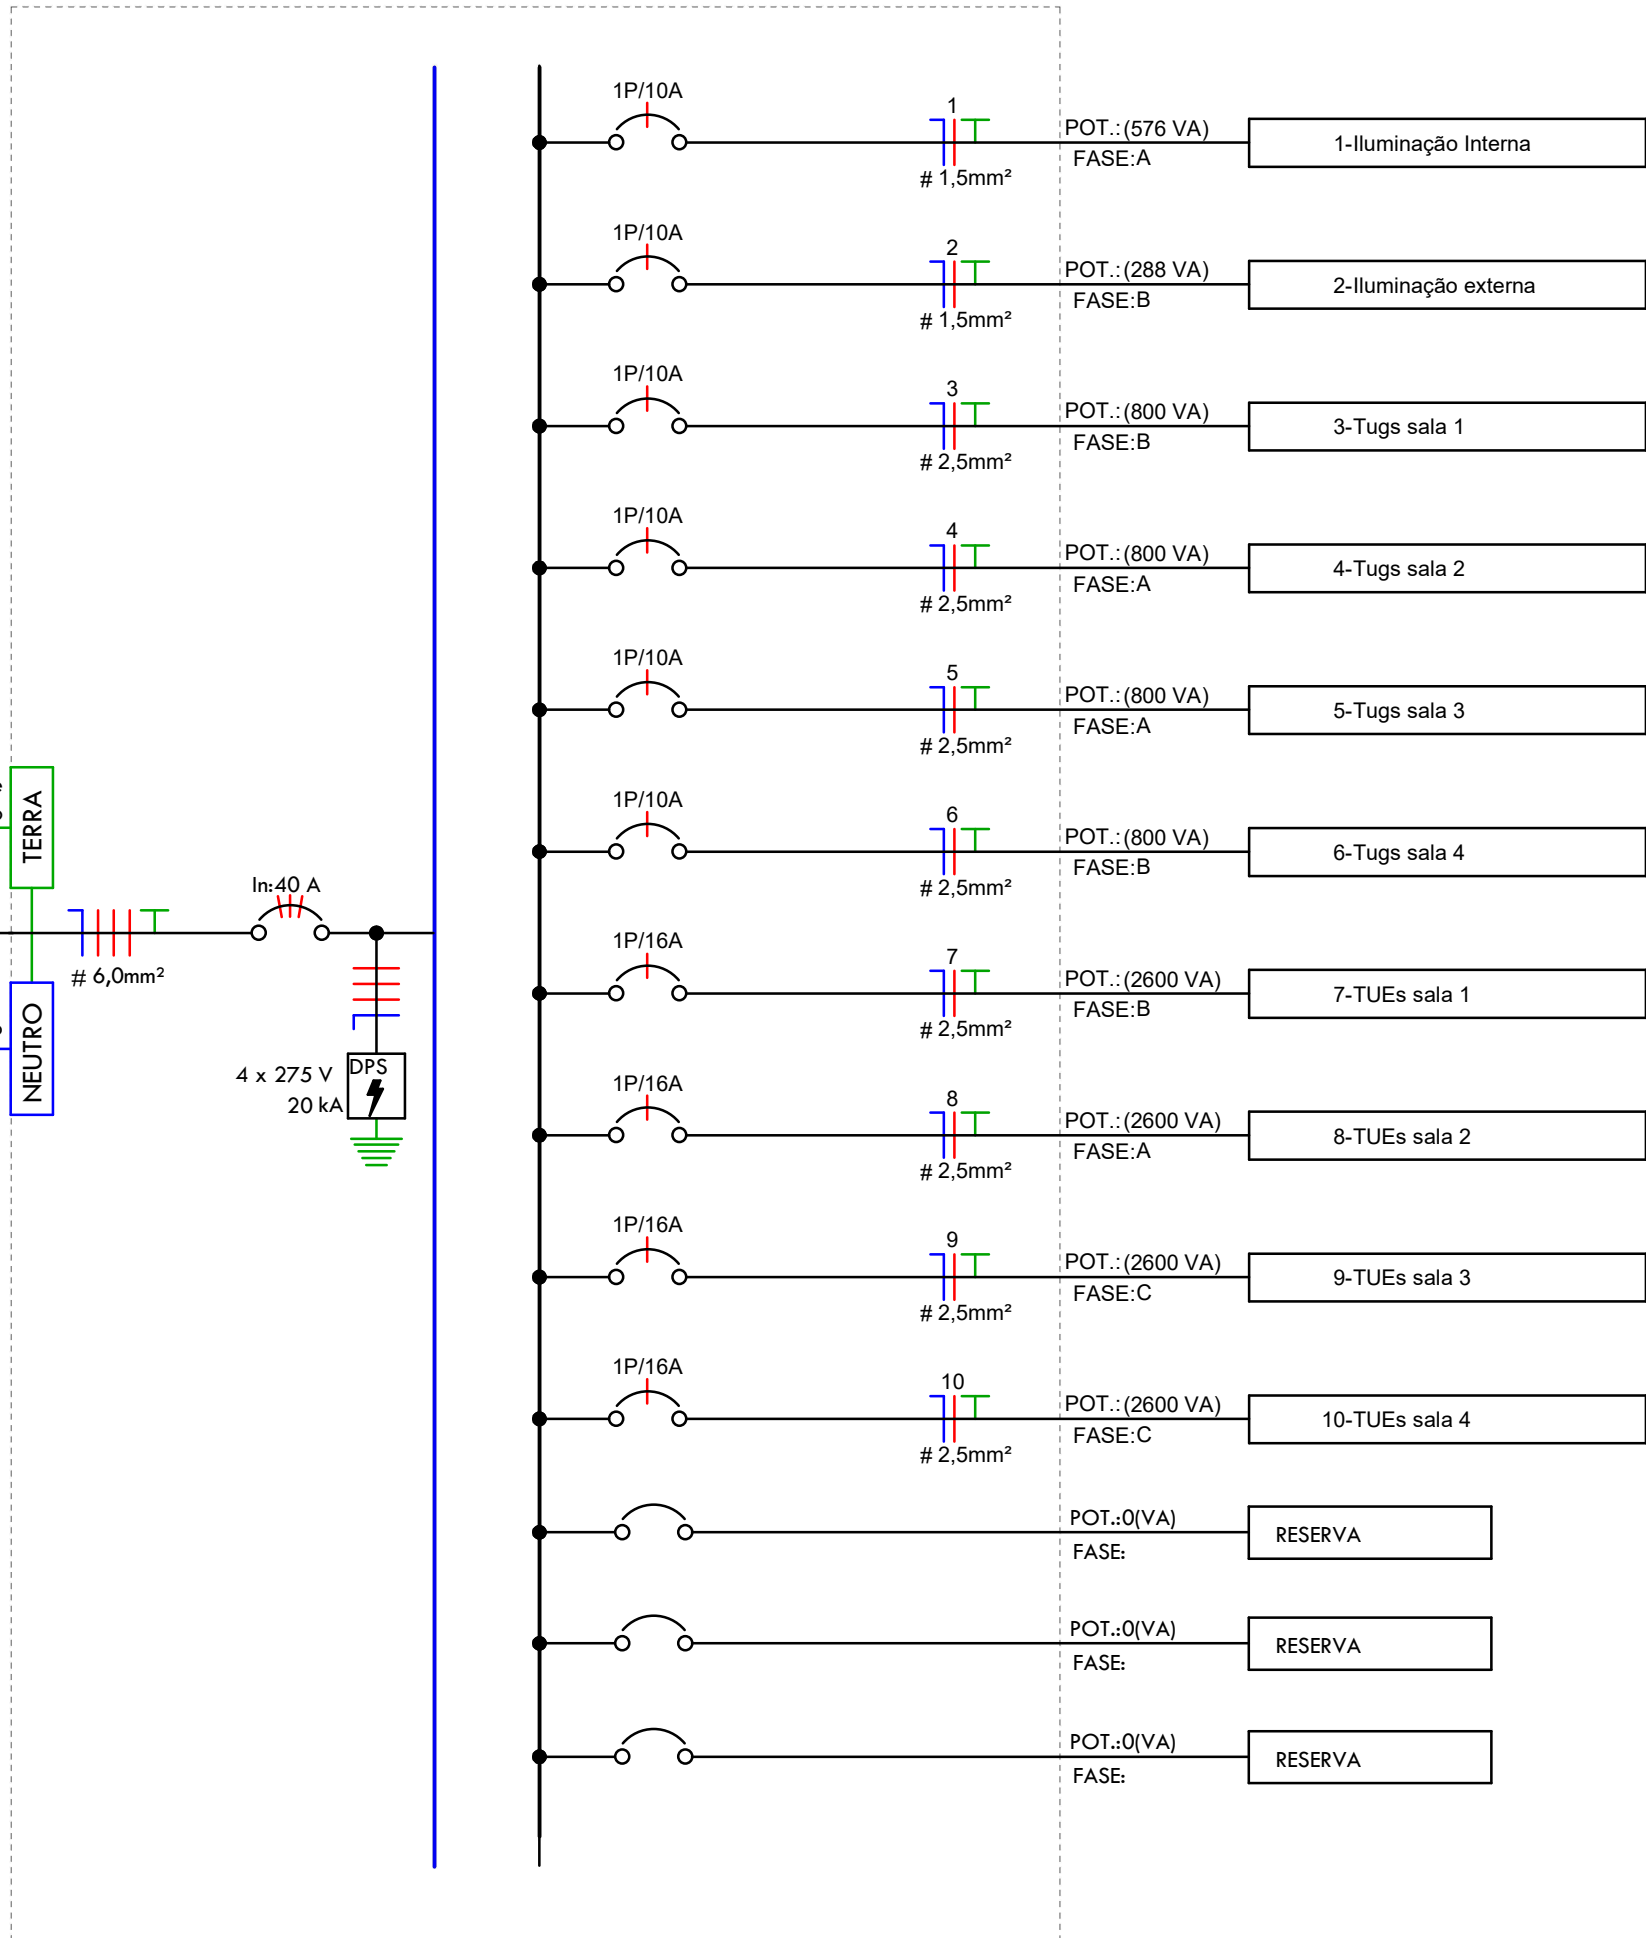 1P/10A
1
POT.:(576 VA)
FASE:A
# 1,5mm²
1-Iluminação Interna
1P/10A
2
POT.:(288 VA)
FASE:B
# 1,5mm²
2-Iluminação externa
1P/10A
3
POT.:(800 VA)
FASE:B
# 2,5mm²
3-Tugs sala 1
1P/10A
4
POT.:(800 VA)
FASE:A
# 2,5mm²
4-Tugs sala 2
1P/10A
5
POT.:(800 VA)
FASE:A
# 2,5mm²
5-Tugs sala 3
1P/10A
6
POT.:(800 VA)
FASE:B
# 2,5mm²
6-Tugs sala 4
TERRA
In:40 A
# 6,0mm²
NEUTRO
4 x 275 V
20 kA
DPS
1P/16A
7
POT.:(2600 VA)
FASE:B
# 2,5mm²
7-TUEs sala 1
1P/16A
8
POT.:(2600 VA)
FASE:A
# 2,5mm²
8-TUEs sala 2
1P/16A
9
POT.:(2600 VA)
FASE:C
# 2,5mm²
9-TUEs sala 3
1P/16A
10
POT.:(2600 VA)
FASE:C
# 2,5mm²
10-TUEs sala 4
POT.:0(VA)
FASE:
RESERVA
POT.:0(VA)
FASE:
RESERVA
POT.:0(VA)
FASE:
RESERVA